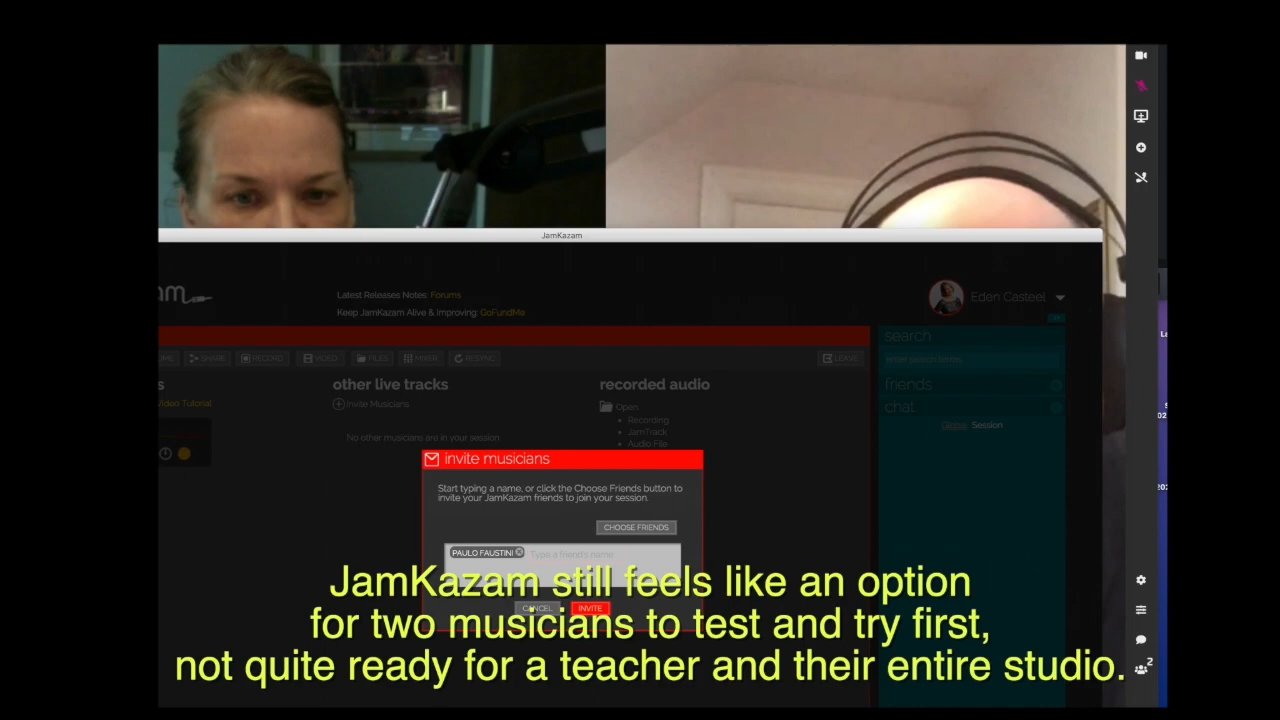 JamKazam
Latest Releases Notes: Forums
Keep JamKazam Alive & Improving: GoFundMe
Eden Casteel
search
SHARE RECORD VIDEO FILES MIXER RESYNC LEAVE
friends
chat
Global Session
Video Tutorial
other live tracks
invite Musicians
No other musicians are in your session
recorded audio
Open
Recording
JamTrack
Audio File
invite musicians
Start typing a name, or click the Choose Friends button to
invite your JamKazam friends to join your session.
CHOOSE FRIENDS
PAULO FAUSTINI Type a friend's name
CANCEL INVITE
2
JamKazam still feels like an option
for two musicians to test and try first,
not quite ready for a teacher and their entire studio.